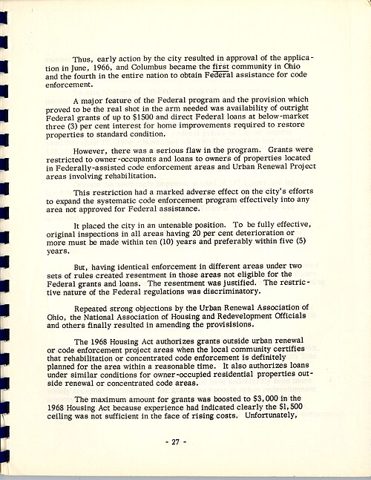 Thus, early action by the city resulted in approval of the applica-
tion in June, 1966, and Columbus became the first community in Ohio
and the fourth in the entire nation to obtain Federal assistance for code
enforcement.
A major feature of the Federal program and the provision which
proved to be the real shot in the arm needed was availability of outright
Federal grants of up to $1500 and direct Federal loans at below-market
three (3) per cent interest for home improvements required to restore
properties to standard condition.
However, there was a serious flaw in the program. Grants were
restricted to owner-occupants and loans to owners of properties located
in Federally-assisted code enforcement areas and Urban Renewal Project
areas involving rehabilitation.
This restriction had a marked adverse effect on the city's efforts
to expand the systematic code enforcement program effectively into any
area not approved for Federal assistance.
It placed the city in an untenable position. To be fully effective,
original inspections in all areas having 20 per cent deterioration or
more must be made within ten (10) years and preferably within five (5)
years.
But, having identical enforcement in different areas under two
sets of rules created resentment in those areas not eligible for the
Federal grants and loans. The resentment was justified. The restric-
tive nature of the Federal regulations was discriminatory.
Repeated strong objections by the Urban Renewal Association of
Ohio, the National Association of Housing and Redevelopment Officials
and others finally resulted in amending the provisisions.
The 1968 Housing Act authorizes grants outside urban renewal
or code enforcement project areas when the local community certifies
that rehabilitation or concentrated code enforcement is definitely
planned for the area within a reasonable time. It also authorizes loans
under similar conditions for owner-occupied residential properties out-
side renewal or concentrated code areas.
The maximum amount for grants was boosted to $3,000 in the
1968 Housing Act because experience had indicated clearly the $1,500
ceiling was not sufficient in the face of rising costs. Unfortunately,
- 27 -